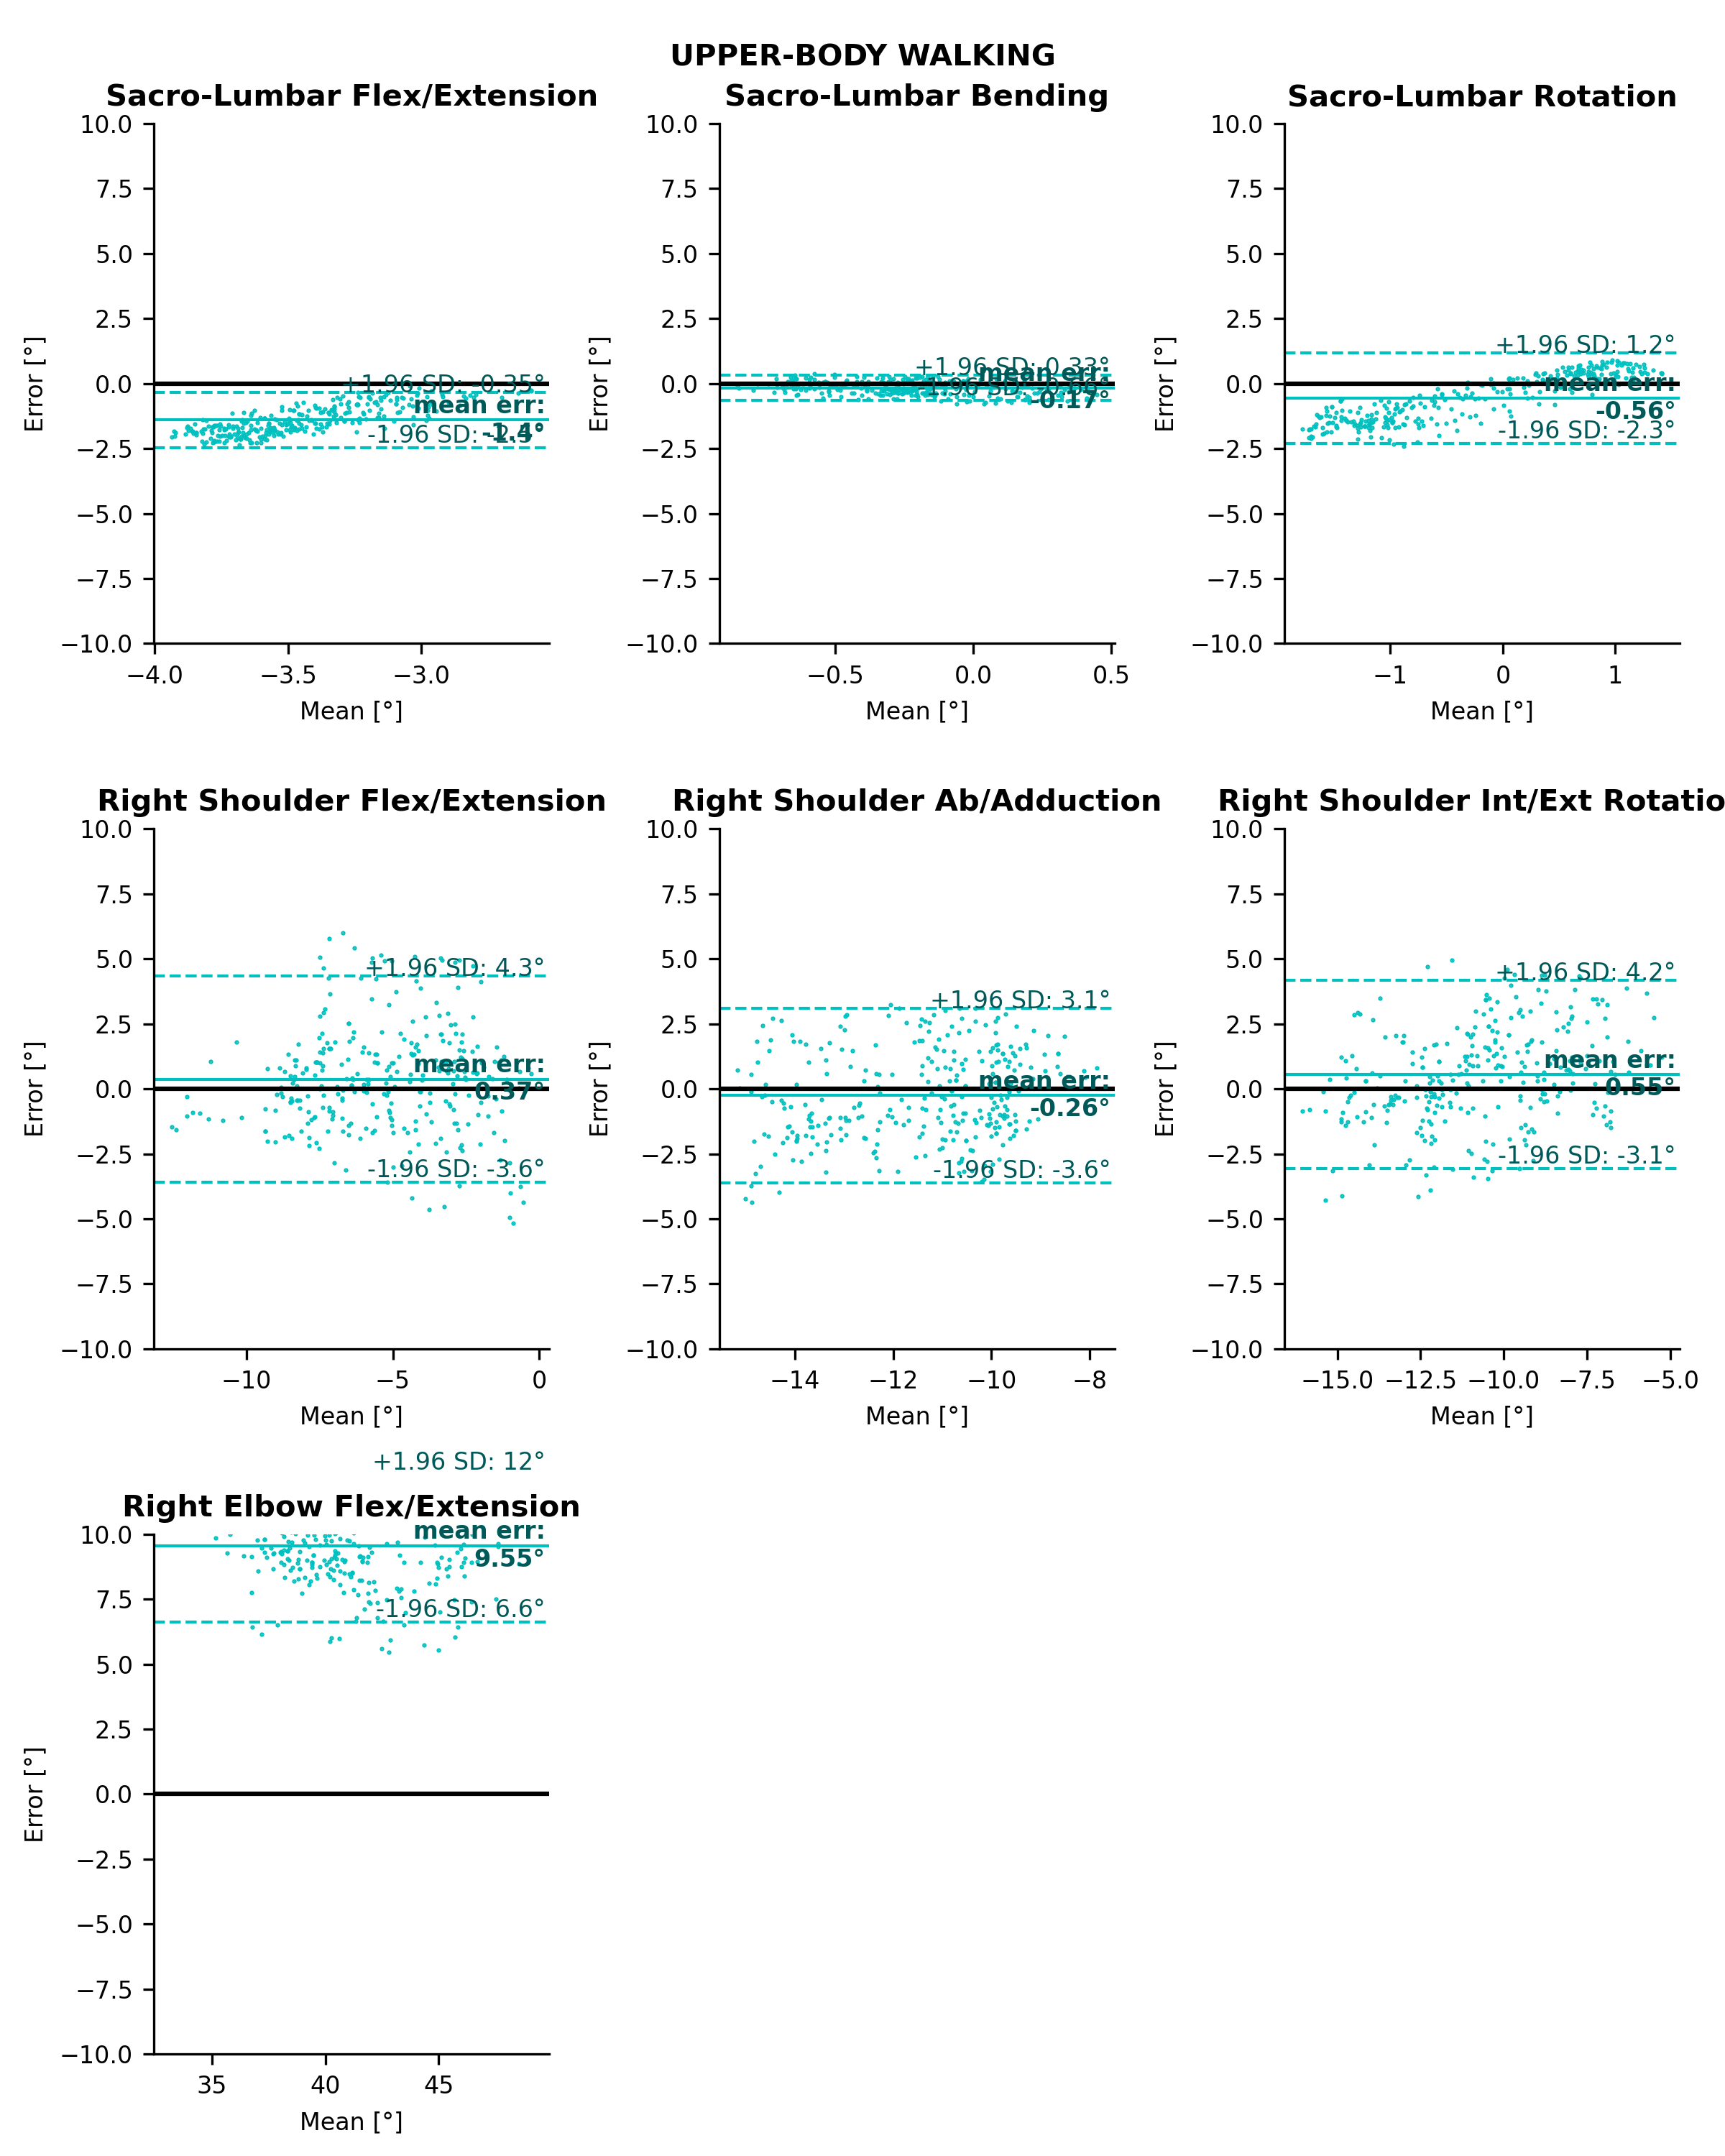 UPPER-BODY WALKING
Sacro-Lumbar Flex/Extension
10.0
7.5
5.0
2.5
0.0
−2.5
−5.0
−7.5
−10.0
Error [°]
+1.96 SD: -0.35°
mean err:
-1.4°
-1.96 SD: -2.5°
−4.0 −3.5 −3.0
Mean [°]
Sacro-Lumbar Bending
10.0
7.5
5.0
2.5
0.0
−2.5
−5.0
−7.5
−10.0
Error [°]
+1.96 SD: 0.33°
mean err:
-0.17°
-1.96 SD: -0.66°
−0.5 0.0 0.5
Mean [°]
Sacro-Lumbar Rotation
10.0
7.5
5.0
2.5
0.0
−2.5
−5.0
−7.5
−10.0
Error [°]
+1.96 SD: 1.2°
mean err:
-0.56°
-1.96 SD: -2.3°
−1 0 1
Mean [°]
Right Shoulder Flex/Extension
10.0
7.5
5.0
2.5
0.0
−2.5
−5.0
−7.5
−10.0
Error [°]
+1.96 SD: 4.3°
mean err:
0.37°
-1.96 SD: -3.6°
−10 −5 0
Mean [°]
Right Shoulder Ab/Adduction
10.0
7.5
5.0
2.5
0.0
−2.5
−5.0
−7.5
−10.0
Error [°]
+1.96 SD: 3.1°
mean err:
-0.26°
-1.96 SD: -3.6°
−14 −12 −10 −8
Mean [°]
Right Shoulder Int/Ext Rotatio
10.0
7.5
5.0
2.5
0.0
−2.5
−5.0
−7.5
−10.0
Error [°]
+1.96 SD: 4.2°
mean err:
0.55°
-1.96 SD: -3.1°
−15.0 −12.5 −10.0 −7.5 −5.0
Mean [°]
+1.96 SD: 12°
Right Elbow Flex/Extension
10.0
7.5
5.0
2.5
0.0
−2.5
−5.0
−7.5
−10.0
Error [°]
mean err:
9.55°
-1.96 SD: 6.6°
35 40 45
Mean [°]